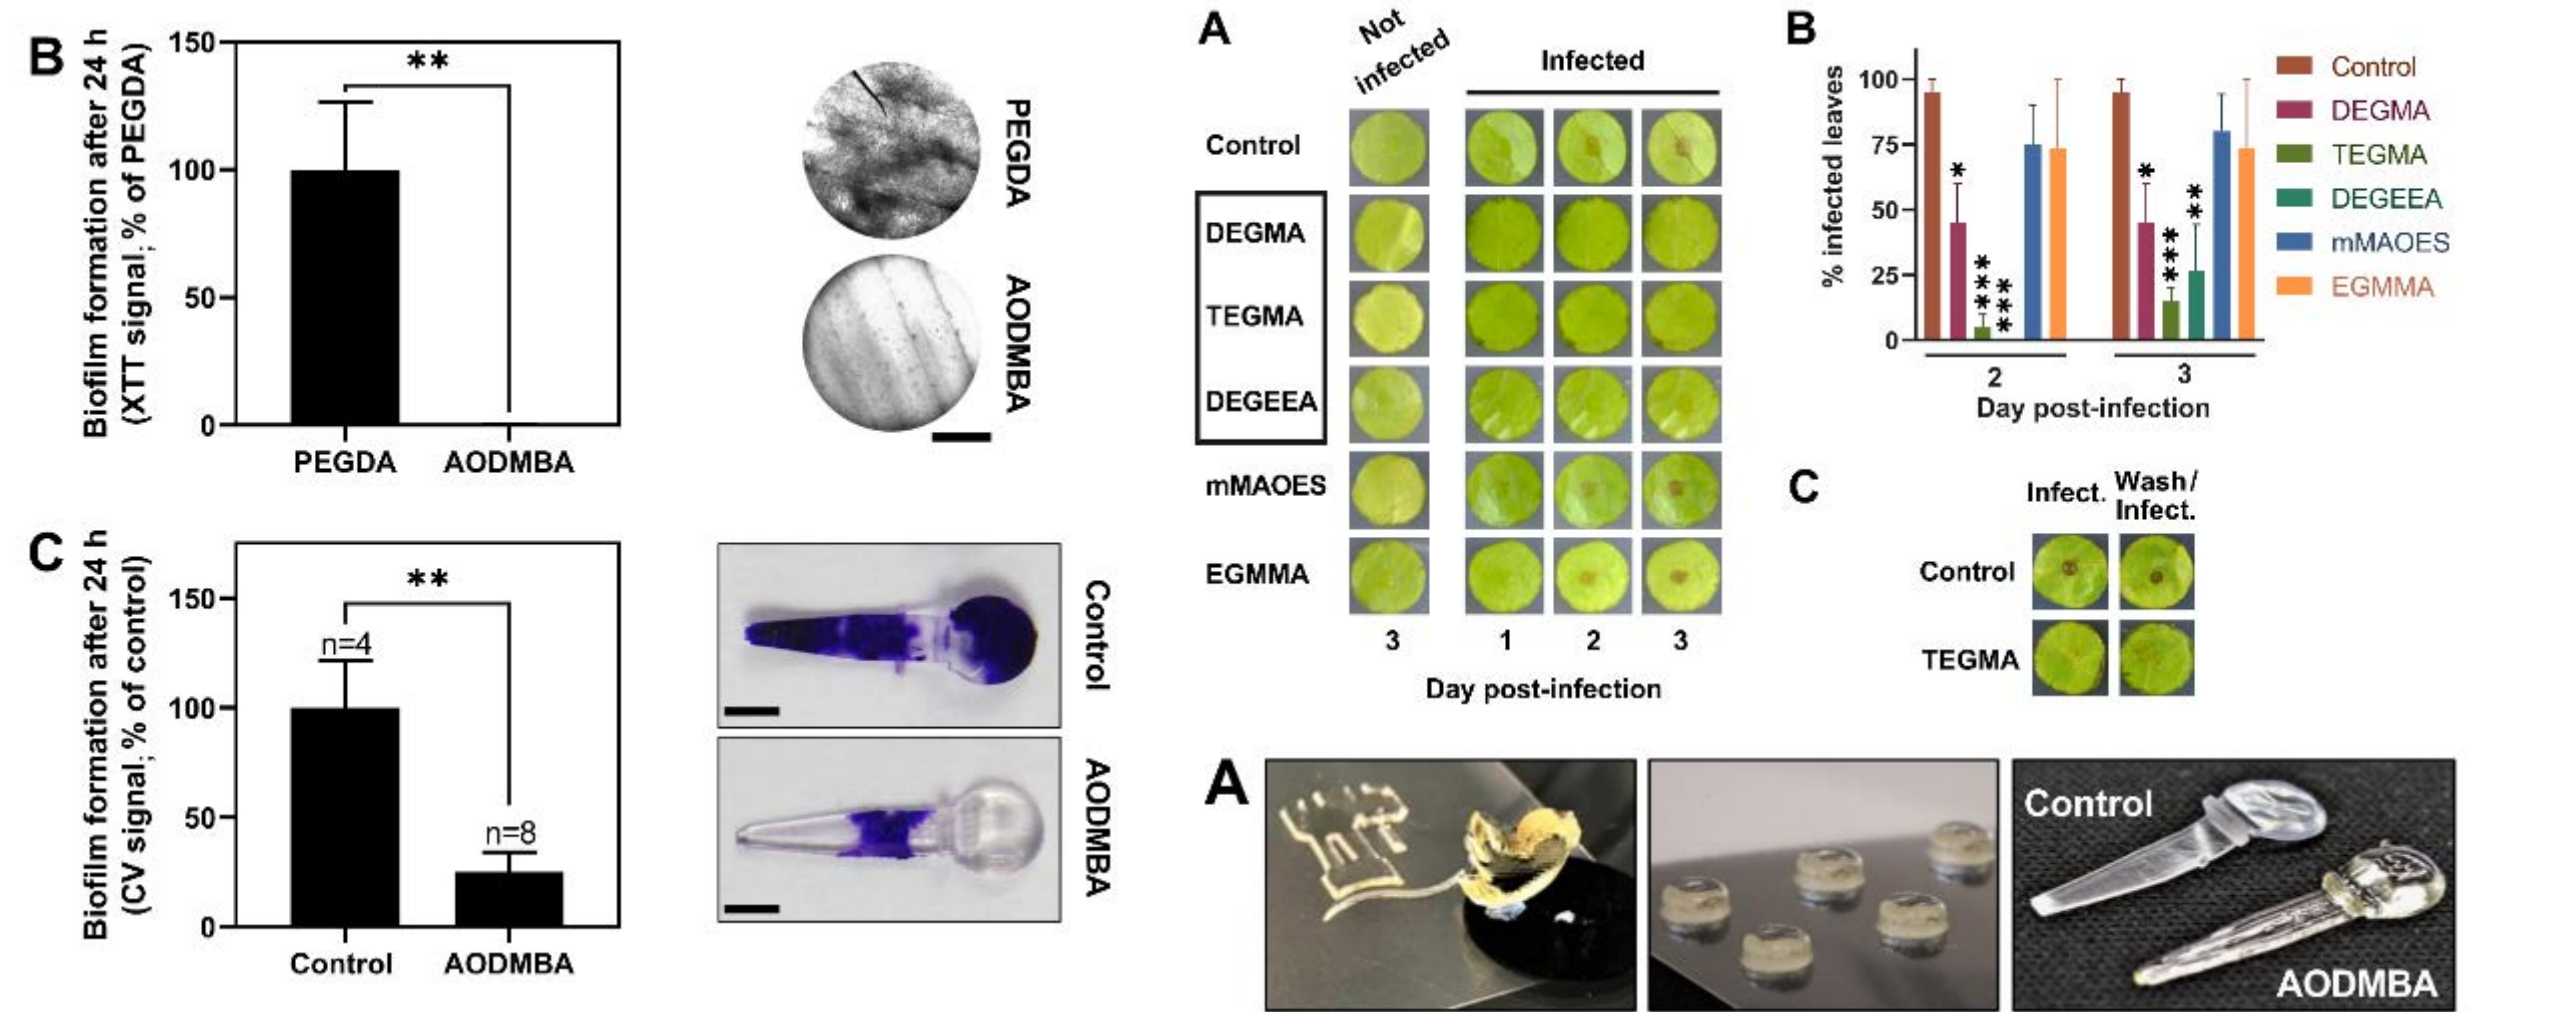 B
Biofilm formation after 24 h
(XTT signal; % of PEGDA)
150
100
50
0
**
PEGDA
AODMBA
PEGDA
AODMBA
C
Biofilm formation after 24 h
(CV signal; % of control)
150
100
50
0
**
n=4
n=8
Control
AODMBA
Control
AODMBA
A
Not
infected
Infected
Control
DEGMA
TEGMA
DEGEEA
mMAOES
EGMMA
3
1
2
3
Day post-infection
B
% infected leaves
100
75
50
25
0
*
***
***
*
***
**
2
3
Day post-infection
Control
DEGMA
TEGMA
DEGEEA
mMAOES
EGMMA
C
Infect.
Wash/
Infect.
Control
TEGMA
A
Control
AODMBA